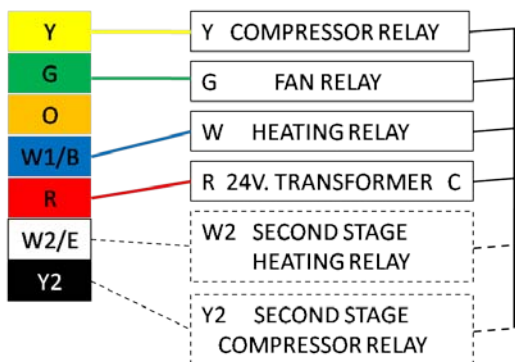 Y
G
O
W1/B
R
W2/E
Y2
Y COMPRESSOR RELAY
G FAN RELAY
W HEATING RELAY
R 24V. TRANSFORMER C
W2 SECOND STAGE
HEATING RELAY
Y2 SECOND STAGE
COMPRESSOR RELAY